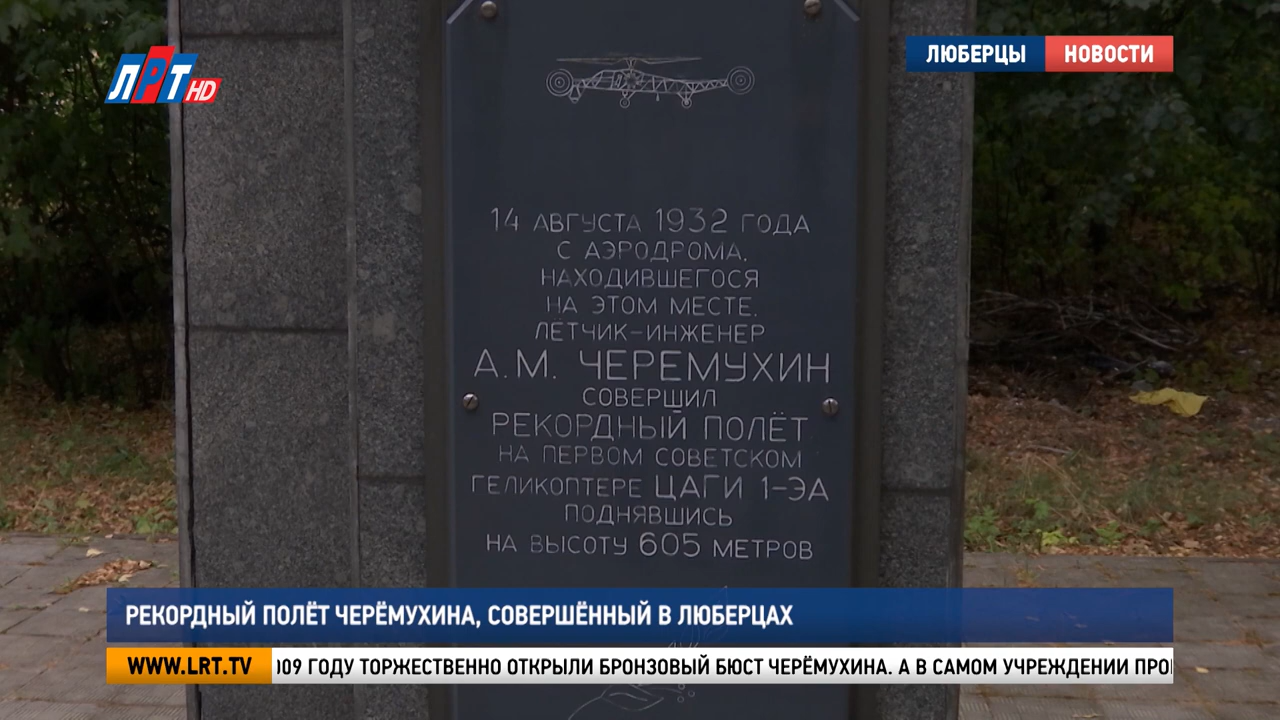 ЛРТ HD
ЛЮБЕРЦЫ НОВОСТИ
14 АВГУСТА 1932 ГОДА
С АЭРОДРОМА,
НАХОДИВШЕГОСЯ
НА ЭТОМ МЕСТЕ,
ЛЁТЧИК-ИНЖЕНЕР
А.М. ЧЕРЕМУХИН
СОВЕРШИЛ
РЕКОРДНЫЙ ПОЛЁТ
НА ПЕРВОМ СОВЕТСКОМ
ГЕЛИКОПТЕРЕ ЦАГИ 1-ЭА
ПОДНЯВШИСЬ
НА ВЫСОТУ 605 МЕТРОВ
РЕКОРДНЫЙ ПОЛЁТ ЧЕРЁМУХИНА, СОВЕРШЁННЫЙ В ЛЮБЕРЦАХ
WWW.LRT.TV 009 ГОДУ ТОРЖЕСТВЕННО ОТКРЫЛИ БРОНЗОВЫЙ БЮСТ ЧЕРЁМУХИНА. А В САМОМ УЧРЕЖДЕНИИ